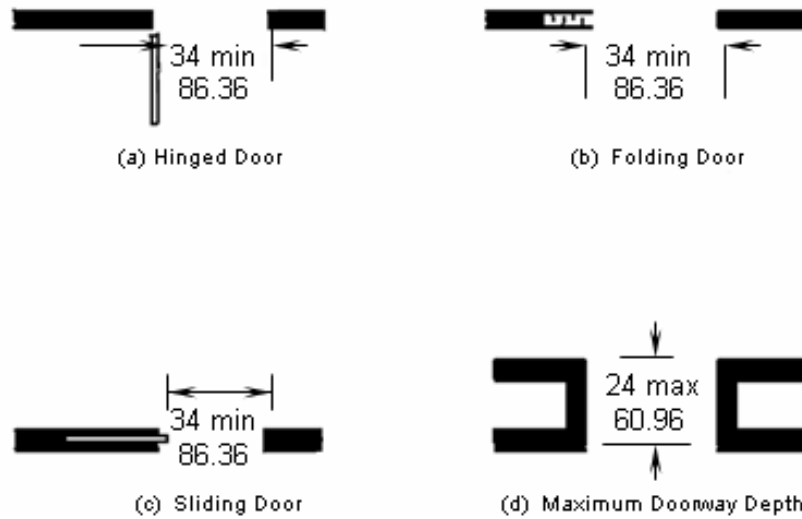 34 min
86.36
(a) Hinged Door
34 min
86.36
(b) Folding Door
34 min
86.36
(c) Sliding Door
24 max
60.96
(d) Maximum Doorway Depth